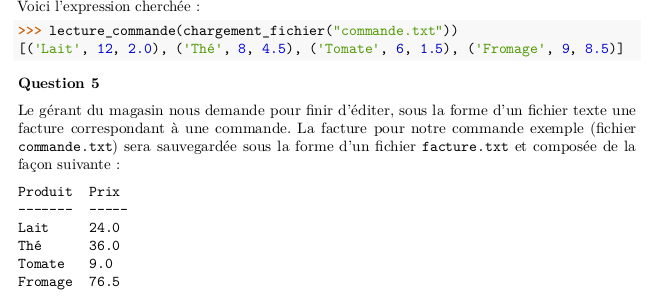 Voici l'expression cherchée :
>>> lecture_commande(chargement_fichier("commande.txt"))
[('Lait', 12, 2.0), ('Thé', 8, 4.5), ('Tomate', 6, 1.5), ('Fromage', 9, 8.5)]
Question 5
Le gérant du magasin nous demande pour finir d'éditer, sous la forme d'un fichier texte une
facture correspondant à une commande. La facture pour notre commande exemple (fichier
commande.txt) sera sauvegardée sous la forme d'un fichier facture.txt et composée de la
façon suivante :
Produit  Prix
-------  -----
Lait     24.0
Thé      36.0
Tomate   9.0
Fromage  76.5